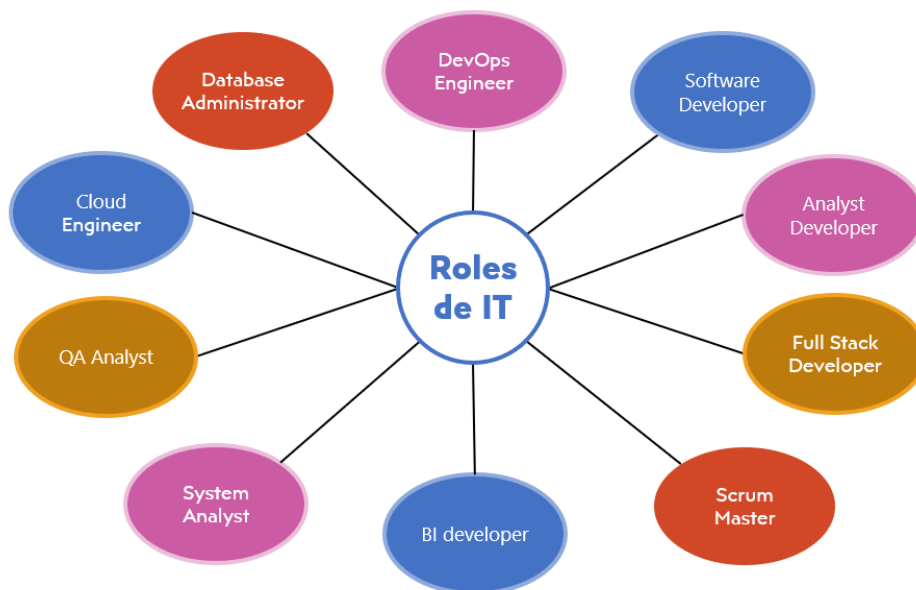 DevOps
Engineer
Database
Administrator
Software
Developer
Cloud
Engineer
Analyst
Developer
Roles
de IT
QA Analyst
Full Stack
Developer
System
Analyst
BI developer
Scrum
Master